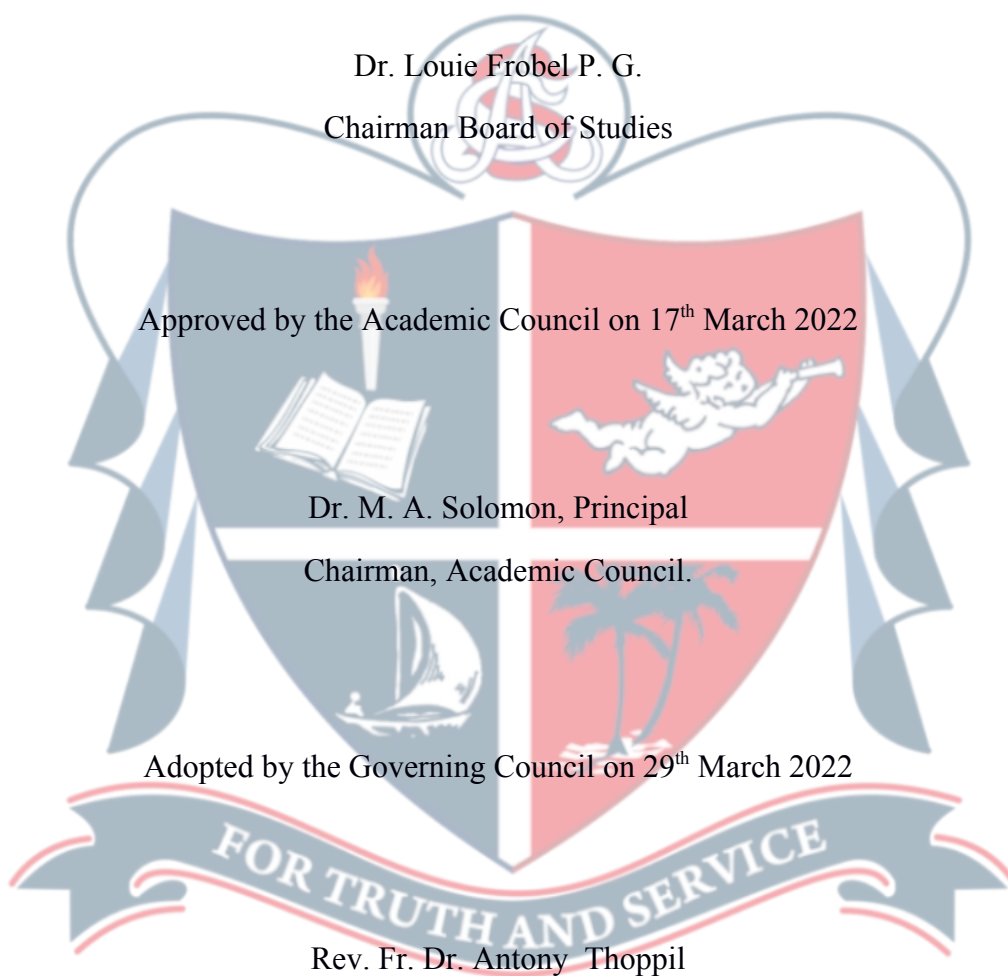 Dr. Louie Frobel P. G.
Chairman Board of Studies
Approved by the Academic Council on 17th March 2022
Dr. M. A. Solomon, Principal
Chairman, Academic Council.
Adopted by the Governing Council on 29th March 2022
FOR TRUTH AND SERVICE
Rev. Fr. Dr. Antony Thoppil